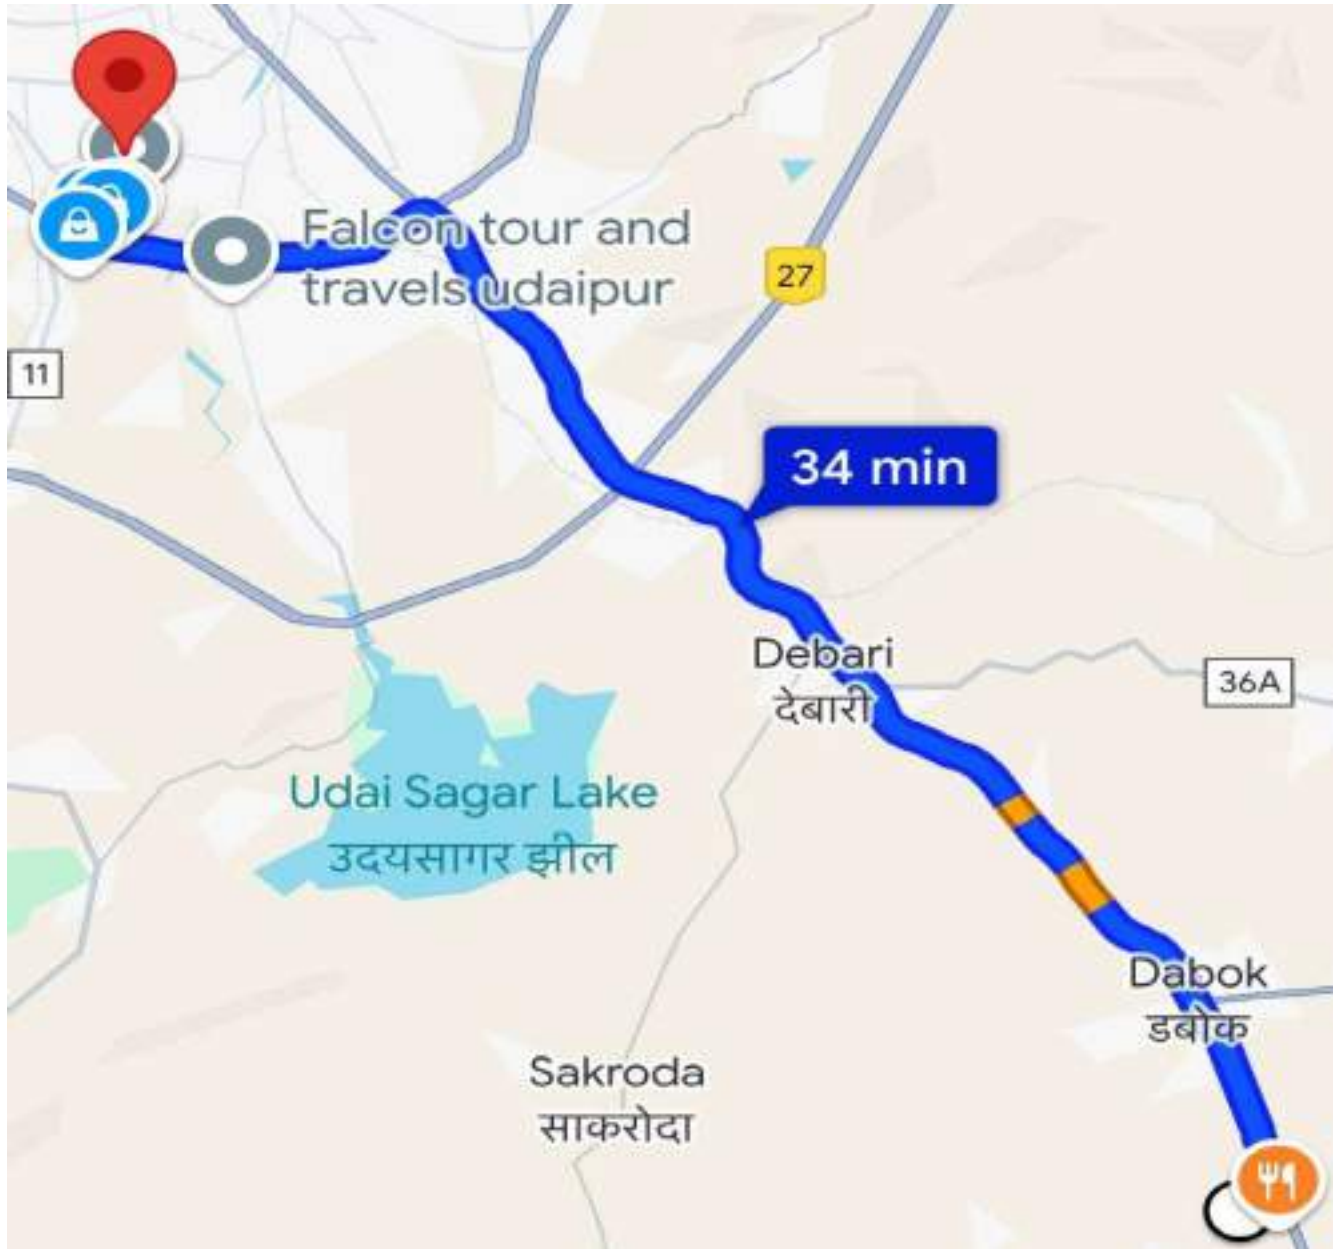 Falcon tour and
travels udaipur
27
11
34 min
Debari
देबारी
36A
Udai Sagar Lake
उदयसागर झील
Dabok
डबोक
Sakroda
साकरोदा